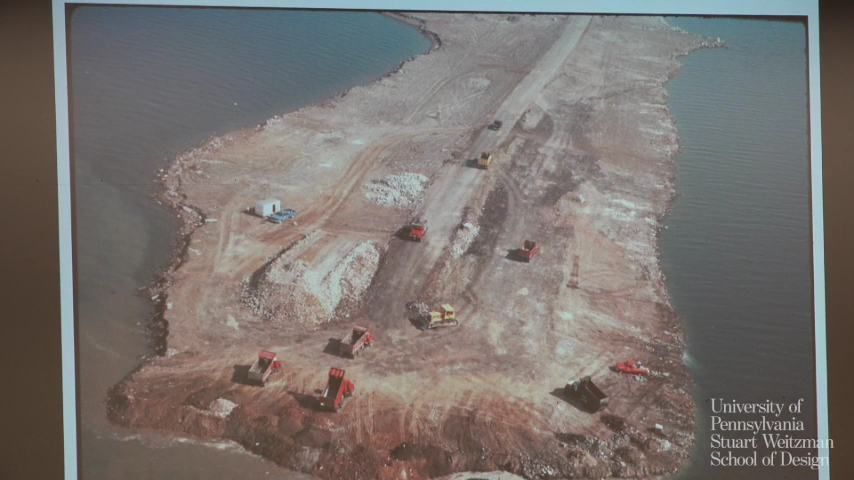 University of
Pennsylvania
Stuart Weitzman
School of Design